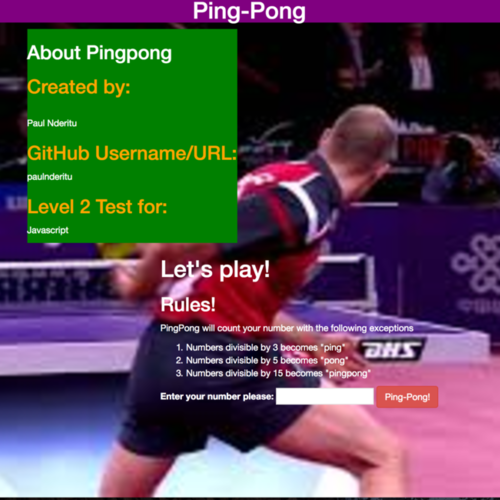 Ping-Pong
About Pingpong
Created by:
Paul Nderitu
GitHub Username/URL:
paulnderitu
Level 2 Test for:
Javascript
Let's play!
Rules!
PingPong will count your number with the following exceptions
1. Numbers divisible by 3 becomes "ping"
2. Numbers divisible by 5 becomes "pong"
3. Numbers divisible by 15 becomes "pingpong"
DHS
Enter your number please:
Ping-Pong!